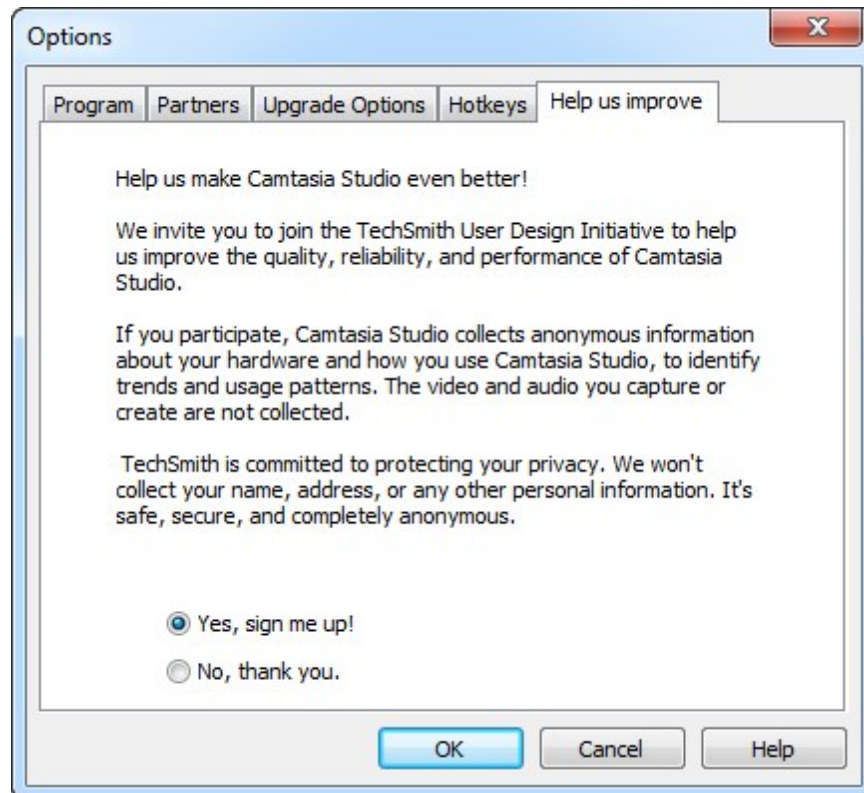 Options
Program Partners Upgrade Options Hotkeys Help us improve
Help us make Camtasia Studio even better!
We invite you to join the TechSmith User Design Initiative to help
us improve the quality, reliability, and performance of Camtasia
Studio.
If you participate, Camtasia Studio collects anonymous information
about your hardware and how you use Camtasia Studio, to identify
trends and usage patterns. The video and audio you capture or
create are not collected.
TechSmith is committed to protecting your privacy. We won't
collect your name, address, or any other personal information. It's
safe, secure, and completely anonymous.
Yes, sign me up!
No, thank you.
OK Cancel Help